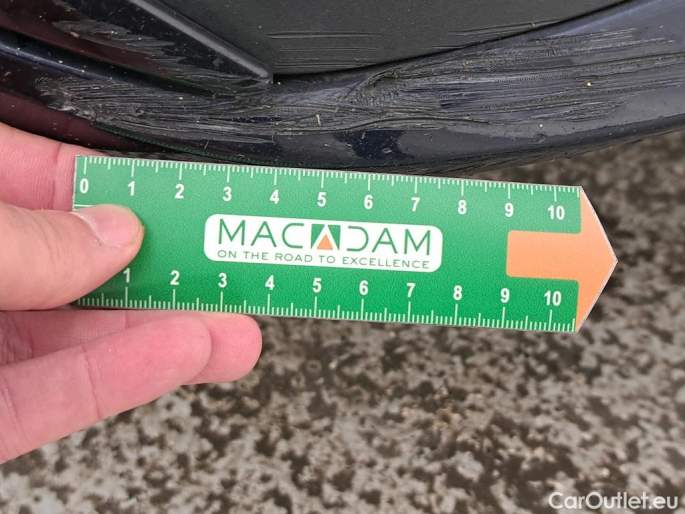 0 1 2 3 4 5 6 7 8 9 10
MACADAM
ON THE ROAD TO EXCELLENCE
1 2 3 4 5 6 7 8 9 10
CarOutlet.eu